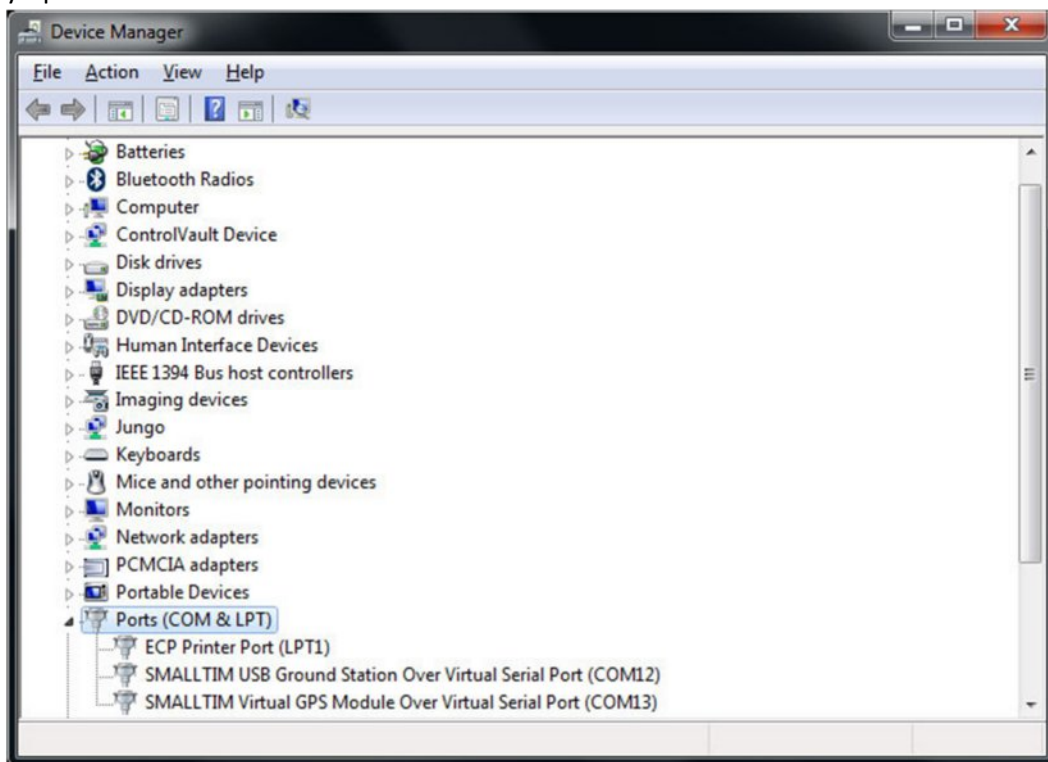 Device Manager
File Action View Help
Batteries
Bluetooth Radios
Computer
ControlVault Device
Disk drives
Display adapters
DVD/CD-ROM drives
Human Interface Devices
IEEE 1394 Bus host controllers
Imaging devices
Jungo
Keyboards
Mice and other pointing devices
Monitors
Network adapters
PCMCIA adapters
Portable Devices
Ports (COM & LPT)
ECP Printer Port (LPT1)
SMALLTIM USB Ground Station Over Virtual Serial Port (COM12)
SMALLTIM Virtual GPS Module Over Virtual Serial Port (COM13)